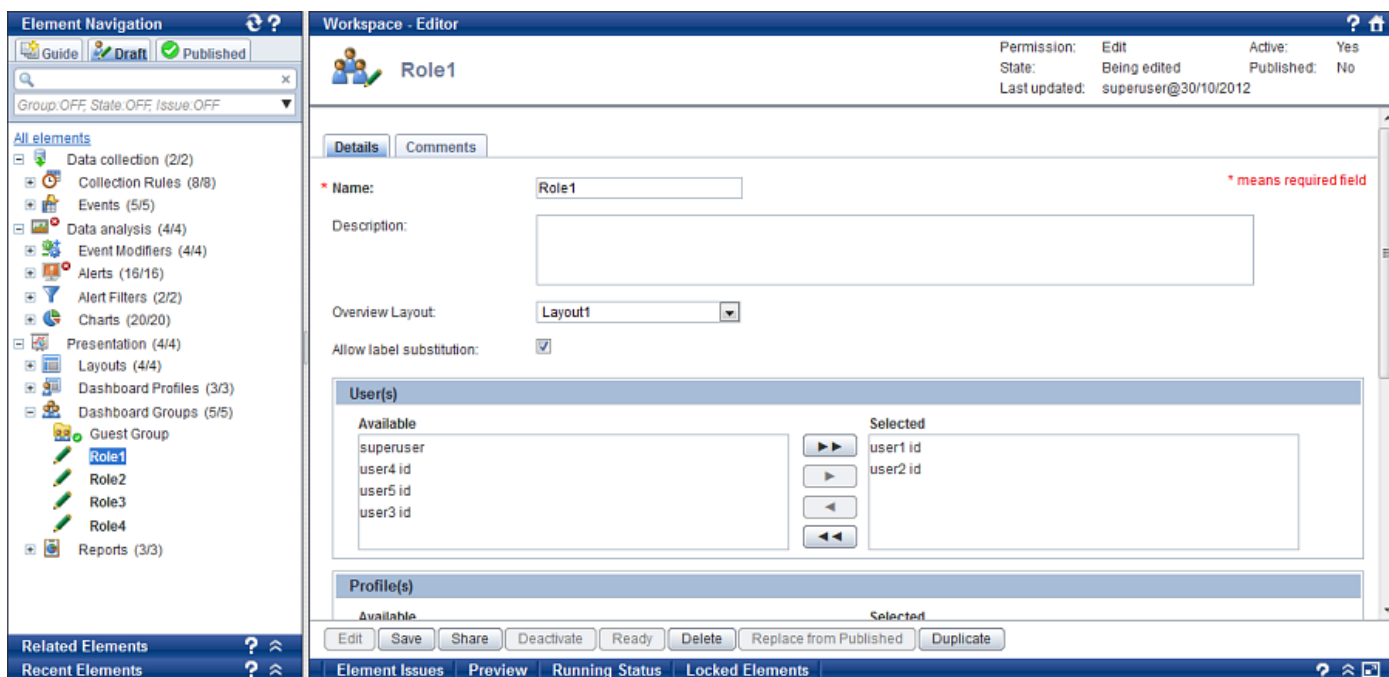 Element Navigation
Guide Draft Published
Group:OFF, State:OFF, Issue:OFF
All elements
Data collection (2/2)
Collection Rules (8/8)
Events (5/5)
Data analysis (4/4)
Event Modifiers (4/4)
Alerts (16/16)
Alert Filters (2/2)
Charts (20/20)
Presentation (4/4)
Layouts (4/4)
Dashboard Profiles (3/3)
Dashboard Groups (5/5)
Guest Group
Role1
Role2
Role3
Role4
Reports (3/3)
Related Elements
Recent Elements
Workspace - Editor
Role1
Permission: Edit Active: Yes
State: Being edited Published: No
Last updated: superuser@30/10/2012
Details Comments
* Name: Role1 * means required field
Description:
Overview Layout: Layout1
Allow label substitution:
User(s)
Available Selected
superuser user1 id
user4 id user2 id
user5 id
user3 id
Profile(s)
Available Selected
Edit Save Share Deactivate Ready Delete Replace from Published Duplicate
Element Issues Preview Running Status Locked Elements